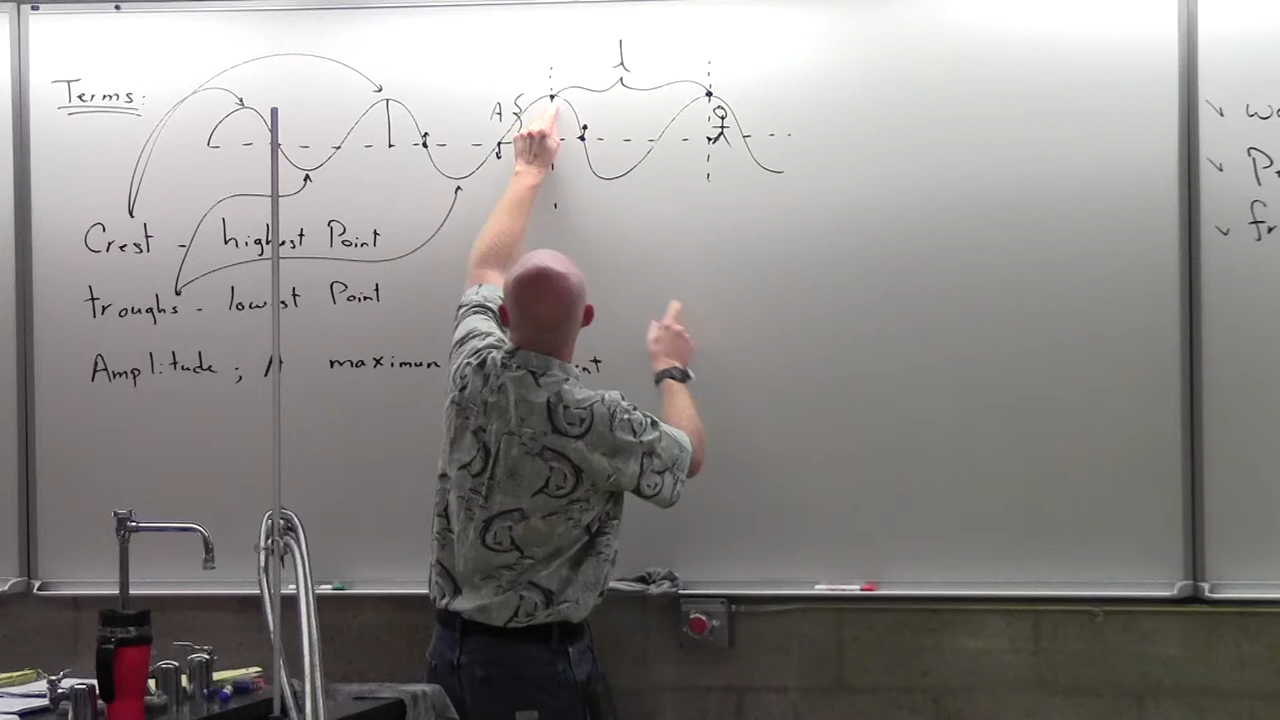 Terms:
λ
A
Crest - highest Point
troughs - lowest Point
Amplitude ; A maximum